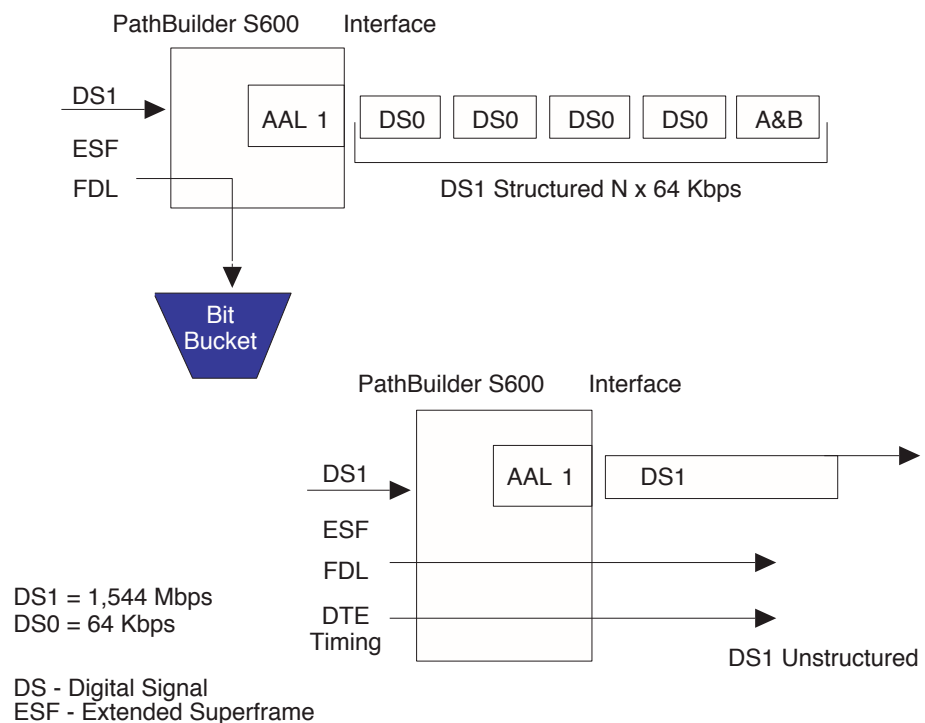 PathBuilder S600 Interface
DS1
ESF
FDL
AAL 1
DS0 DS0 DS0 DS0 A&B
DS1 Structured N x 64 Kbps
Bit
Bucket
PathBuilder S600 Interface
DS1
ESF
FDL
DTE
Timing
AAL 1
DS1
DS1 Unstructured
DS1 = 1,544 Mbps
DS0 = 64 Kbps
DS - Digital Signal
ESF - Extended Superframe